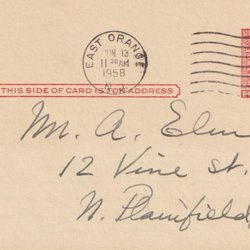 EAST ORANGE
JUN 13
11 30 AM
1958
N.J.
THIS SIDE OF CARD IS FOR ADDRESS
Mr. A. Elm
12 Vine St.
N. Plainfield